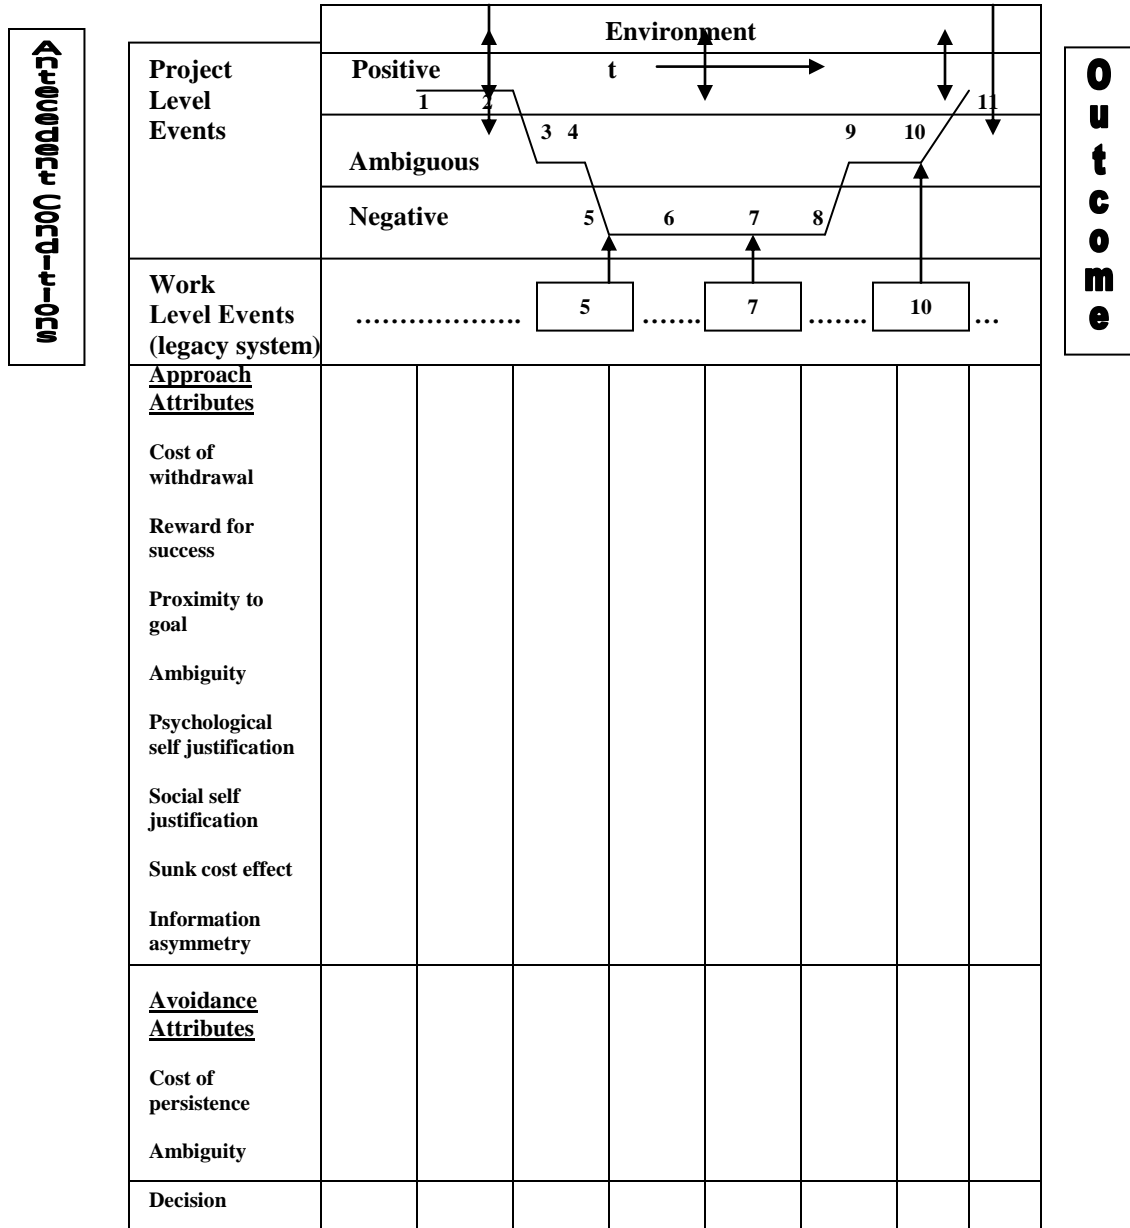 Antecedent Conditions
Environment
Project
Level
Events
Positive
t
1
2
11
3 4
9
10
Ambiguous
Negative
5
6
7
8
Work
Level Events
(legacy system)
……………….
5
…….
7
…….
10
…
Approach
Attributes
Cost of
withdrawal
Reward for
success
Proximity to
goal
Ambiguity
Psychological
self justification
Social self
justification
Sunk cost effect
Information
asymmetry
Avoidance
Attributes
Cost of
persistence
Ambiguity
Decision
Outcome